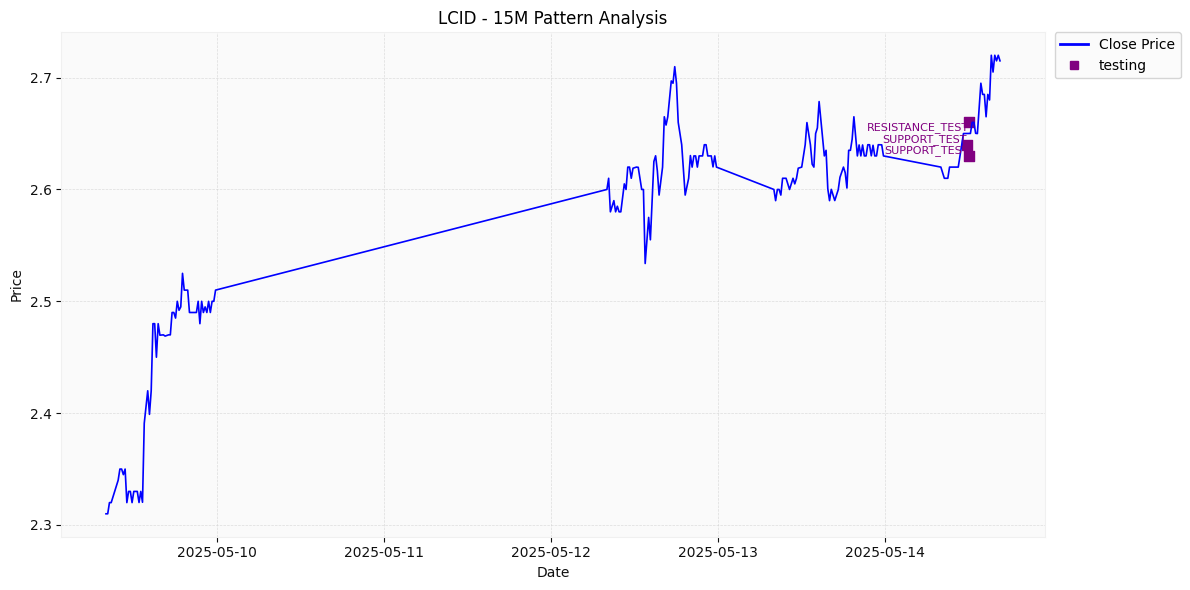 LCID - 15M Pattern Analysis
Close Price
testing
2.7
2.6
2.5
2.4
2.3
Price
RESISTANCE_TEST
SUPPORT_TEST
SUPPORT_TEST
2025-05-10
2025-05-11
2025-05-12
2025-05-13
2025-05-14
Date